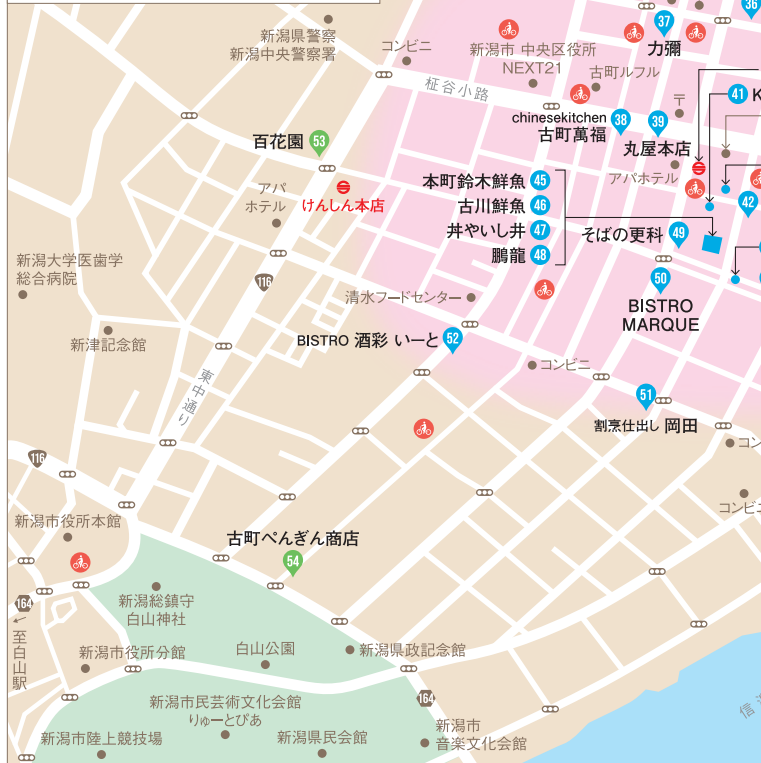 36
37
力彌
新潟県警察
新潟中央警察署
コンビニ
新潟市 中央区役所
NEXT21
古町ルフル
柾谷小路
〒
41 K
chinesekitchen
古町萬福
38
39
丸屋本店
アパホテル
百花園
53
けんしん本店
アパ
ホテル
本町鈴木鮮魚
45
古川鮮魚
46
丼やいし井
47
鵬龍
48
42
そばの更科
49
50
BISTRO
MARQUE
新潟大学医歯学
総合病院
116
清水フードセンター
新津記念館
BISTRO 酒彩 いーと
52
コンビニ
東中通り
51
割烹仕出し 岡田
コン
116
コンビニ
新潟市役所本館
古町ぺんぎん商店
54
164
新潟総鎮守
白山神社
←至白山駅
新潟市役所分館
白山公園
新潟県政記念館
164
新潟市民芸術文化会館
りゅーとぴあ
信
新潟市陸上競技場
新潟県民会館
新潟市
音楽文化会館